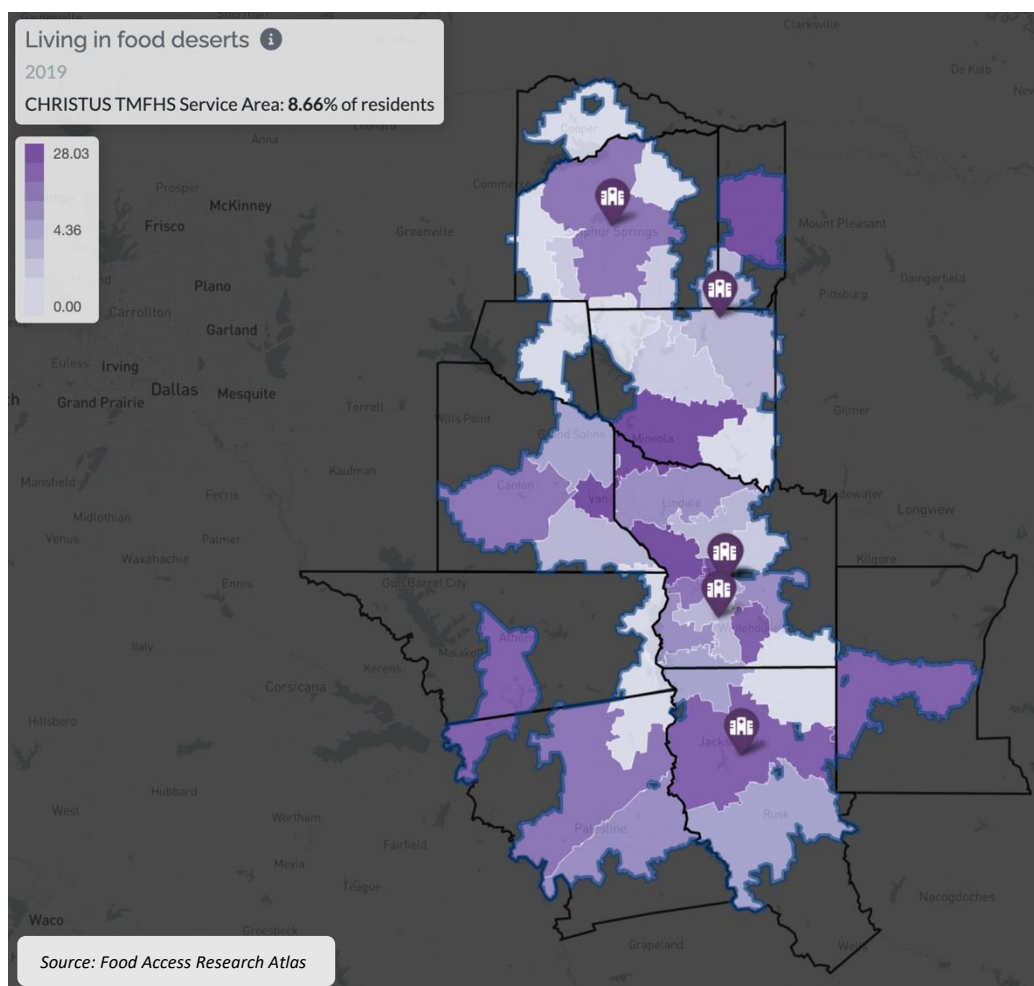 Living in food deserts
2019
CHRISTUS TMFHS Service Area: 8.66% of residents
28.03
4.36
0.00
Clarksville
De Kalb
Leonard
Anna
Cooper
Prosper
McKinney
Commerce
Frisco
Greenville
Mount Pleasant
Plano
Daingerfield
Pittsburg
Carrollton
Garland
Euless
Irving
Dallas
Mesquite
Grand Prairie
Terrell
Wills Point
Gilmer
Grand Saline
Mineola
Kaufman
Mansfield
Canton
Van
Lindale
Ferris
Longview
Midlothian
Venus
Palmer
Waxahachie
Kilgore
Ennis
Gun Barrel City
Italy
Malakoff
Kerens
Corsicana
Hillsboro
Hubbard
West
Wortham
Rusk
Palestine
Fairfield
Mexia
Teague
Nacogdoches
Waco
Groesbeck
Grapeland
Source: Food Access Research Atlas